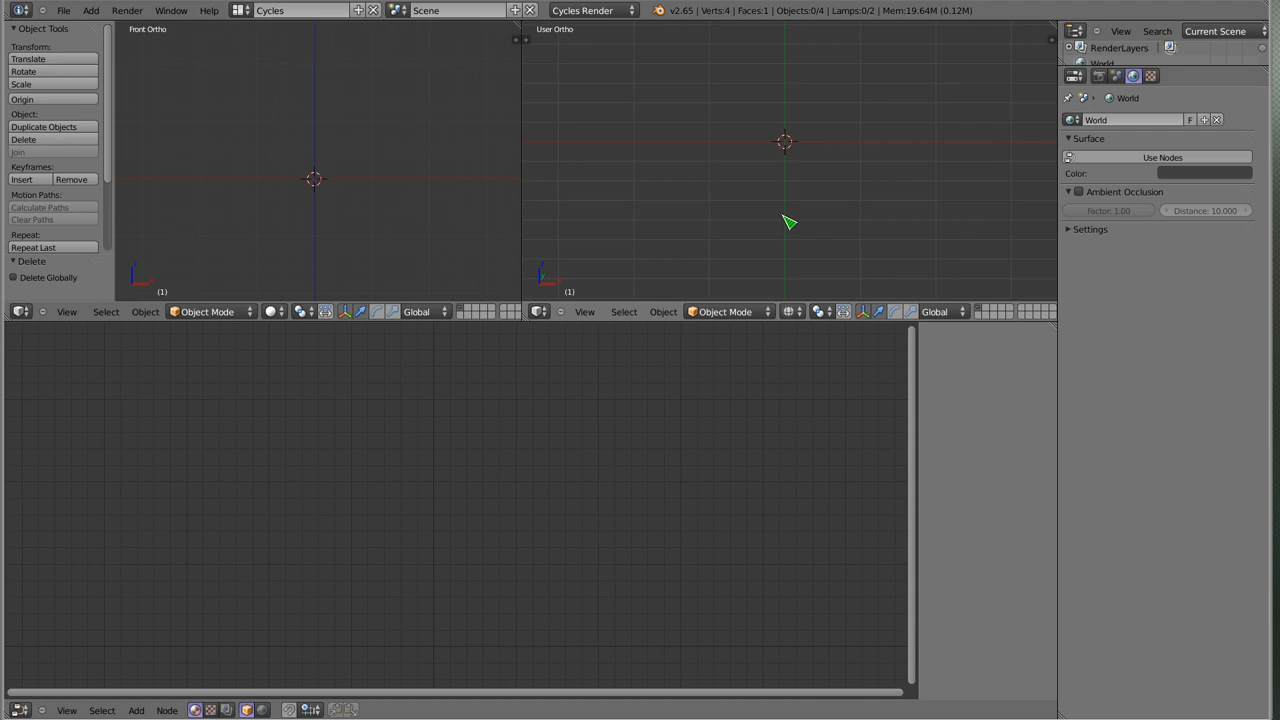 File Add Render Window Help Cycles Scene Cycles Render v2.65 | Verts:4 | Faces:1 | Objects:0/4 | Lamps:0/2 | Mem:19.64M (0.12M)
Object Tools
Transform:
Translate
Rotate
Scale
Origin
Object:
Duplicate Objects
Delete
Join
Keyframes:
Insert Remove
Motion Paths:
Calculate Paths
Clear Paths
Repeat:
Repeat Last
Delete
Delete Globally
Front Ortho
(1)
User Ortho
(1)
View Select Object Object Mode Global
View Select Object Object Mode Global
View Search Current Scene
RenderLayers
World
World
World F
Surface
Use Nodes
Color:
Ambient Occlusion
Factor: 1.00 Distance: 10.000
Settings
View Select Add Node